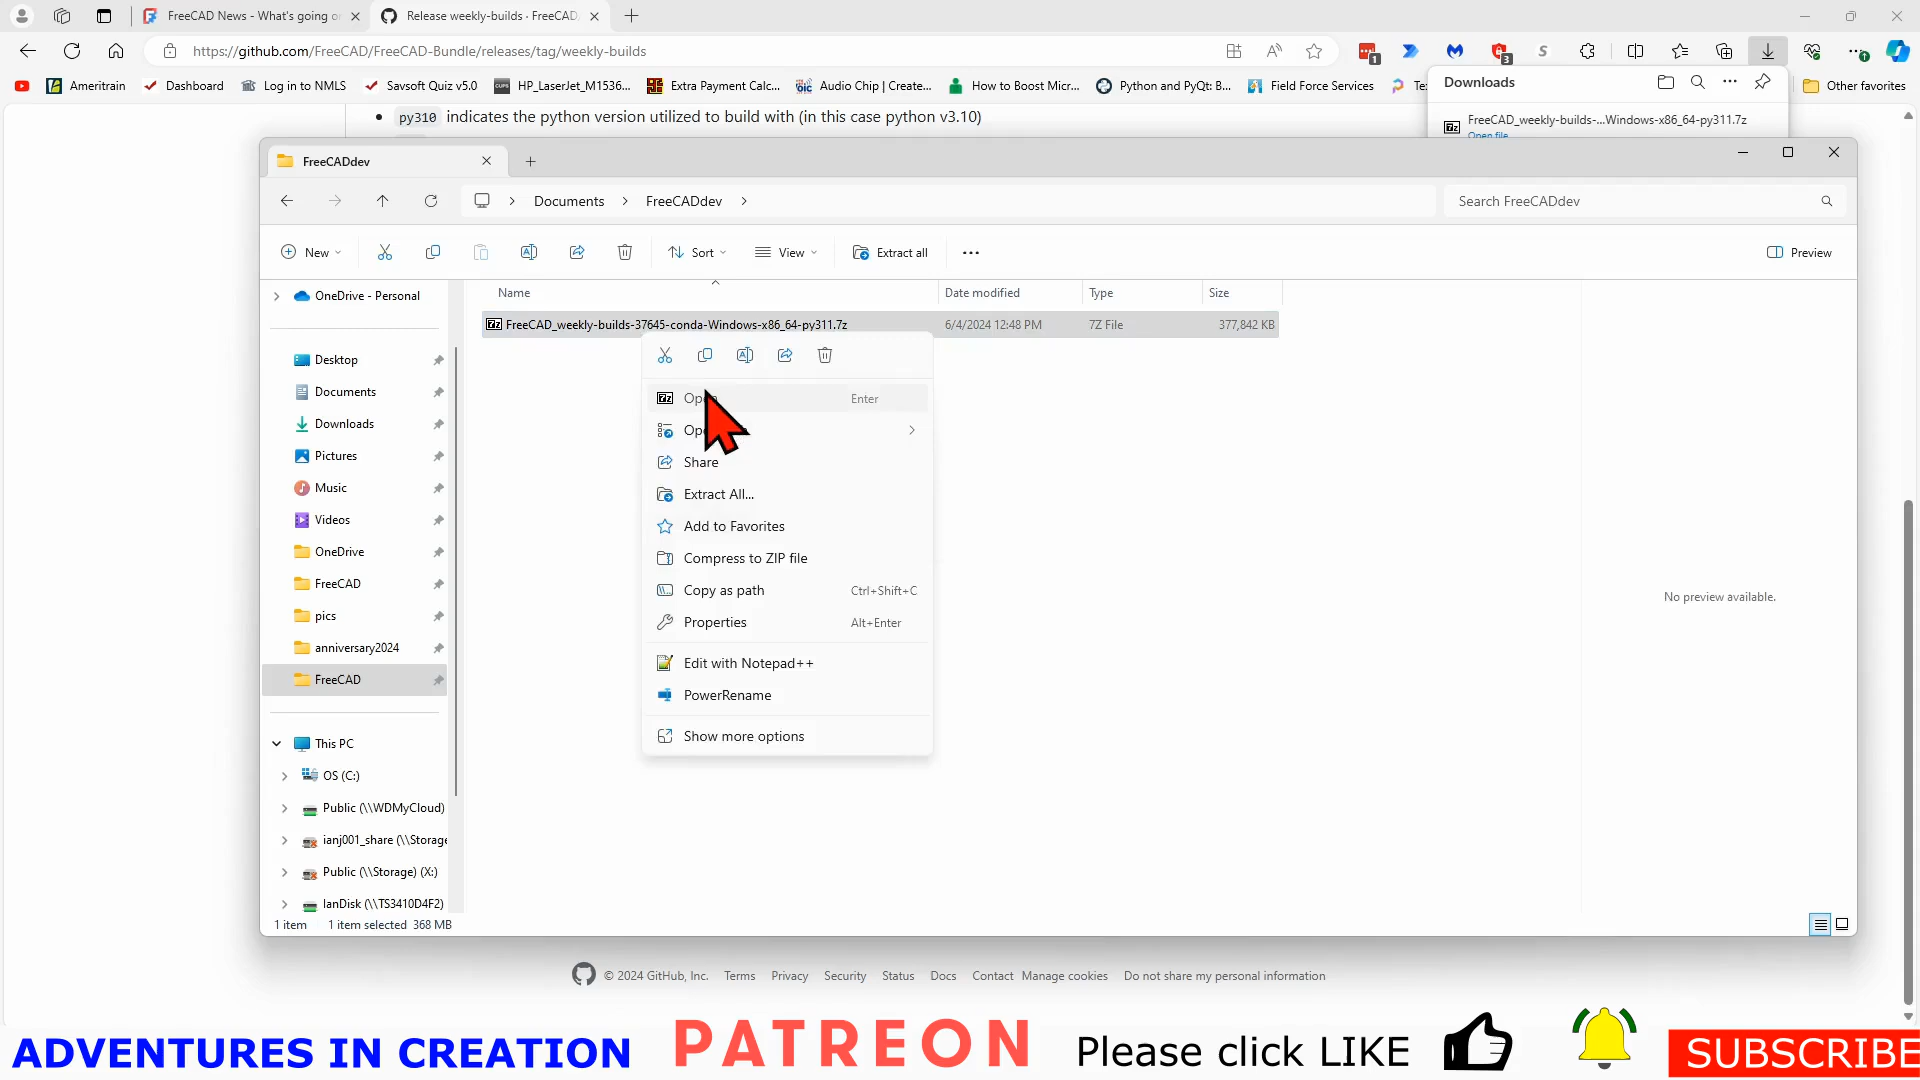 FreeCAD News - What's going on
Release weekly-builds · FreeCAD
https://github.com/FreeCAD/FreeCAD-Bundle/releases/tag/weekly-builds
1
3
Ameritrain
Dashboard
Log in to NMLS
Savsoft Quiz v5.0
HP_LaserJet_M1536...
Extra Payment Calc...
Audio Chip | Create...
How to Boost Micr...
Python and PyQt: B...
Field Force Services
Other favorites
Downloads
FreeCAD_weekly-builds-...Windows-x86_64-py311.7z
Open file
py310 indicates the python version utilized to build with (in this case python v3.10)
FreeCADdev
Documents > FreeCADdev >
Search FreeCADdev
New
Sort
View
Extract all
Preview
Name
Date modified
Type
Size
FreeCAD_weekly-builds-37645-conda-Windows-x86_64-py311.7z
6/4/2024 12:48 PM
7Z File
377,842 KB
OneDrive - Personal
Desktop
Documents
Downloads
Pictures
Music
Videos
OneDrive
FreeCAD
pics
anniversary2024
FreeCAD
This PC
OS (C:)
Public (\\WDMyCloud)
ianj001_share (\\Storage
Public (\\Storage) (X:)
IanDisk (\\TS3410D4F2)
Open
Enter
Share
Extract All...
Add to Favorites
Compress to ZIP file
Copy as path
Ctrl+Shift+C
Properties
Alt+Enter
Edit with Notepad++
PowerRename
Show more options
No preview available.
1 item
1 item selected 368 MB
© 2024 GitHub, Inc.
Terms
Privacy
Security
Status
Docs
Contact
Manage cookies
Do not share my personal information
ADVENTURES IN CREATION
PATREON
Please click LIKE
SUBSCRIBE